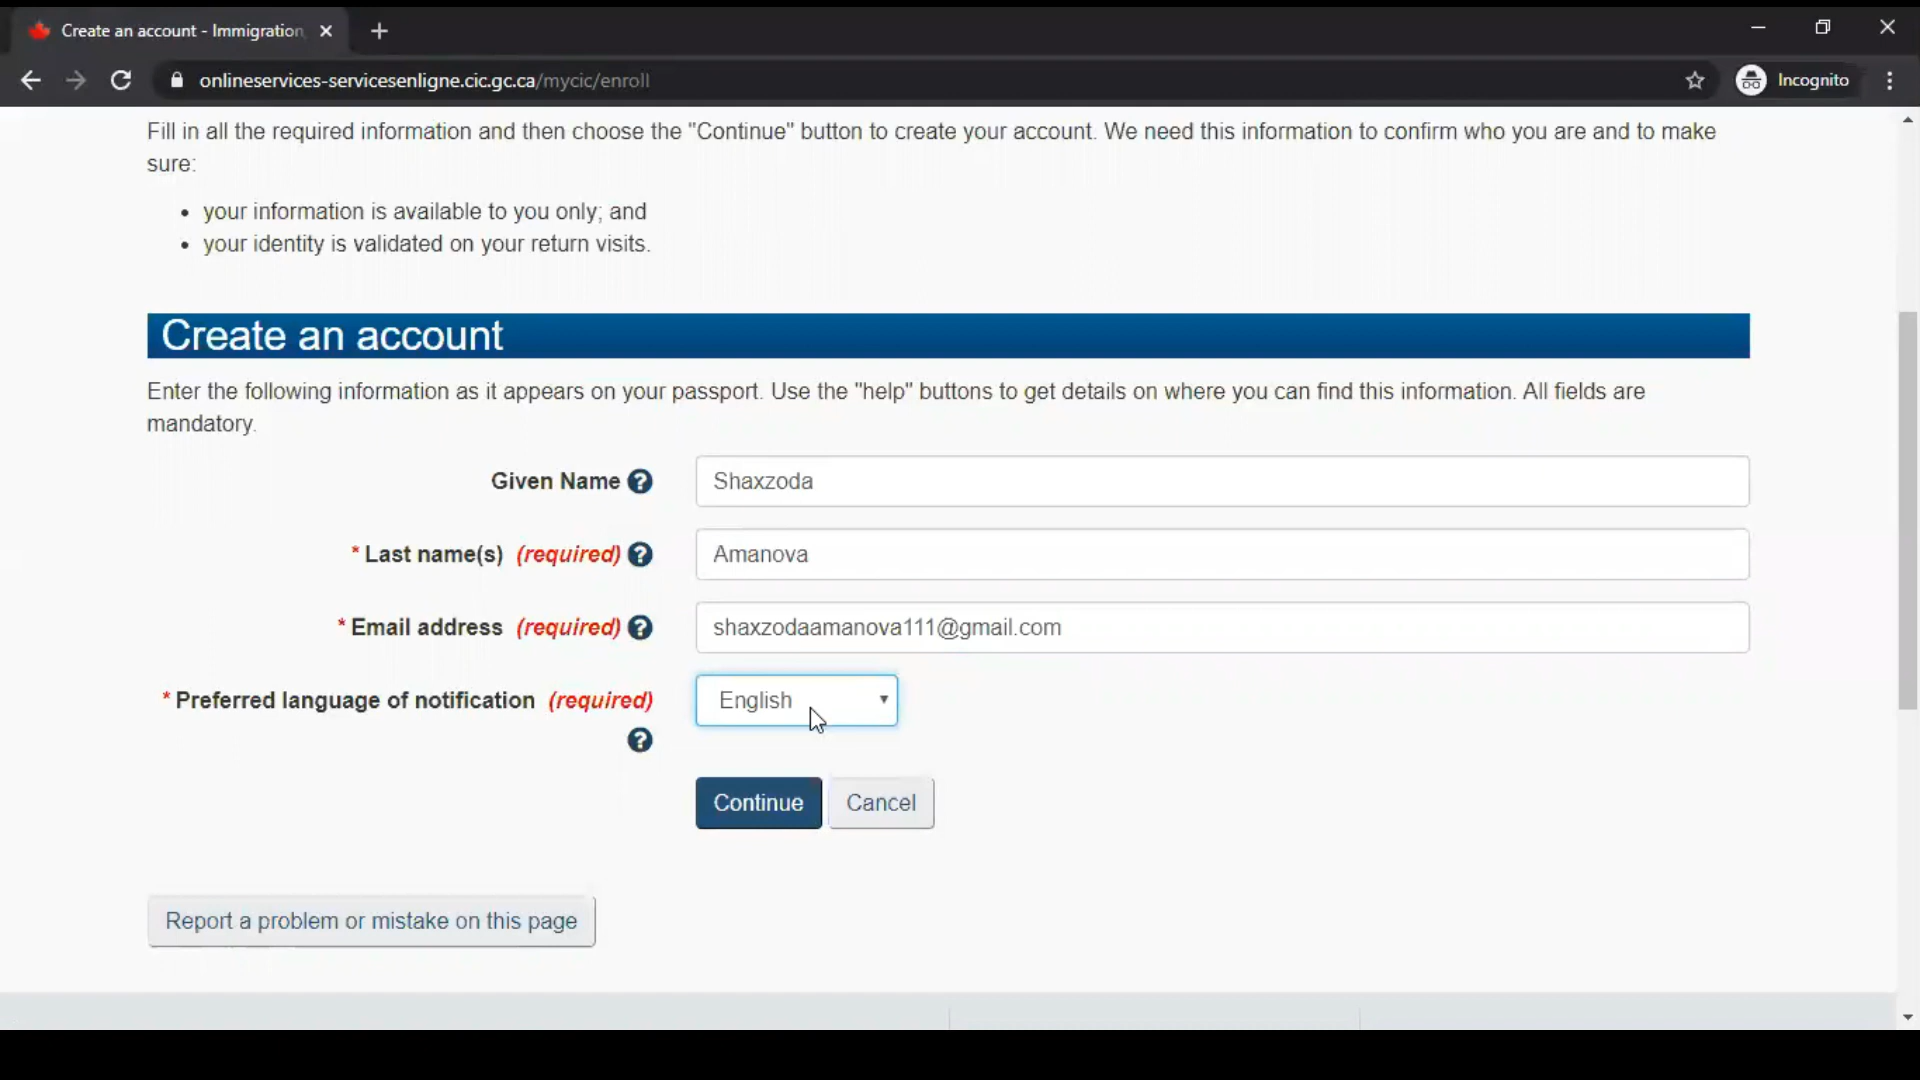 Create an account - Immigration
onlineservices-servicesenligne.cic.gc.ca/mycic/enroll
Incognito
Fill in all the required information and then choose the "Continue" button to create your account. We need this information to confirm who you are and to make
sure:
• your information is available to you only; and
• your identity is validated on your return visits.
Create an account
Enter the following information as it appears on your passport. Use the "help" buttons to get details on where you can find this information. All fields are
mandatory.
Given Name ? Shaxzoda
* Last name(s) (required) ? Amanova
* Email address (required) ? shaxzodaamanova111@gmail.com
* Preferred language of notification (required) English
?
Continue Cancel
Report a problem or mistake on this page